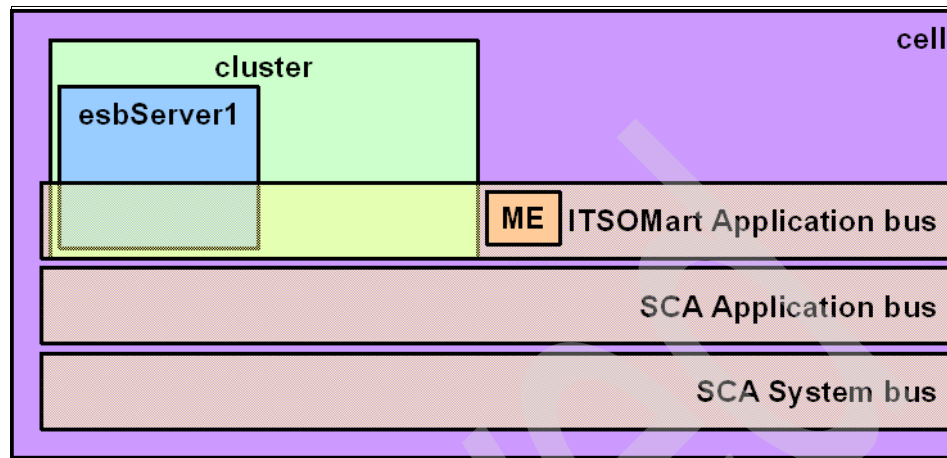 cell
cluster
esbServer1
ME ITSOMart Application bus
SCA Application bus
SCA System bus